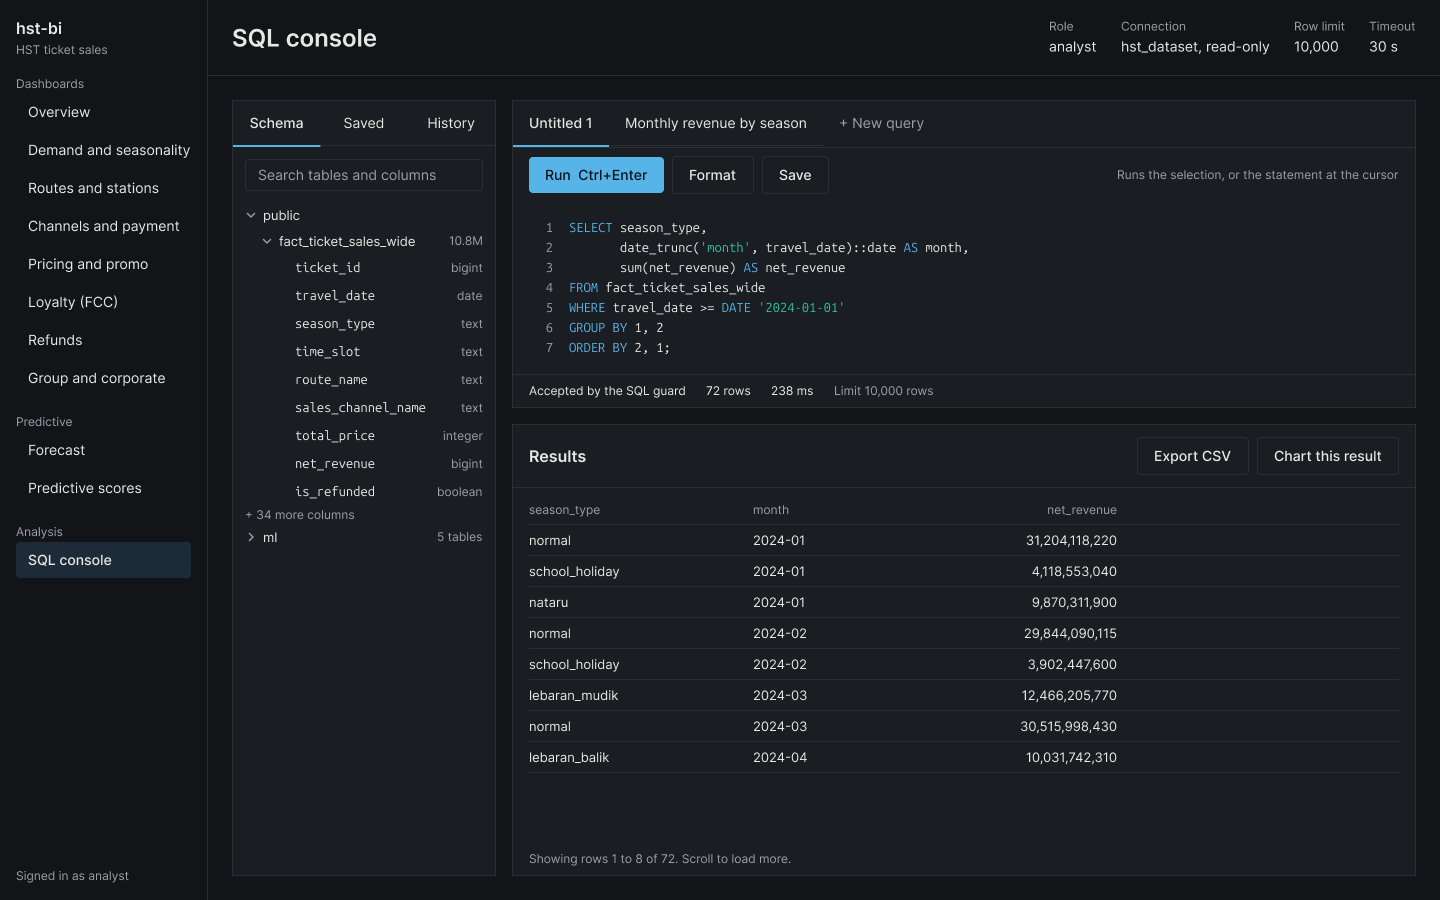 hst-bi
HST ticket sales
Dashboards
Overview
Demand and seasonality
Routes and stations
Channels and payment
Pricing and promo
Loyalty (FCC)
Refunds
Group and corporate
Predictive
Forecast
Predictive scores
Analysis
SQL console
Signed in as analyst
SQL console
Role
analyst
Connection
hst_dataset, read-only
Row limit
10,000
Timeout
30 s
Schema Saved History
Search tables and columns
public
fact_ticket_sales_wide 10.8M
ticket_id bigint
travel_date date
season_type text
time_slot text
route_name text
sales_channel_name text
total_price integer
net_revenue bigint
is_refunded boolean
+ 34 more columns
ml 5 tables
Untitled 1 Monthly revenue by season + New query
Run Ctrl+Enter Format Save Runs the selection, or the statement at the cursor
1 SELECT season_type,
2 date_trunc('month', travel_date)::date AS month,
3 sum(net_revenue) AS net_revenue
4 FROM fact_ticket_sales_wide
5 WHERE travel_date >= DATE '2024-01-01'
6 GROUP BY 1, 2
7 ORDER BY 2, 1;
Accepted by the SQL guard 72 rows 238 ms Limit 10,000 rows
Results Export CSV Chart this result
season_type month net_revenue
normal 2024-01 31,204,118,220
school_holiday 2024-01 4,118,553,040
nataru 2024-01 9,870,311,900
normal 2024-02 29,844,090,115
school_holiday 2024-02 3,902,447,600
lebaran_mudik 2024-03 12,466,205,770
normal 2024-03 30,515,998,430
lebaran_balik 2024-04 10,031,742,310
Showing rows 1 to 8 of 72. Scroll to load more.